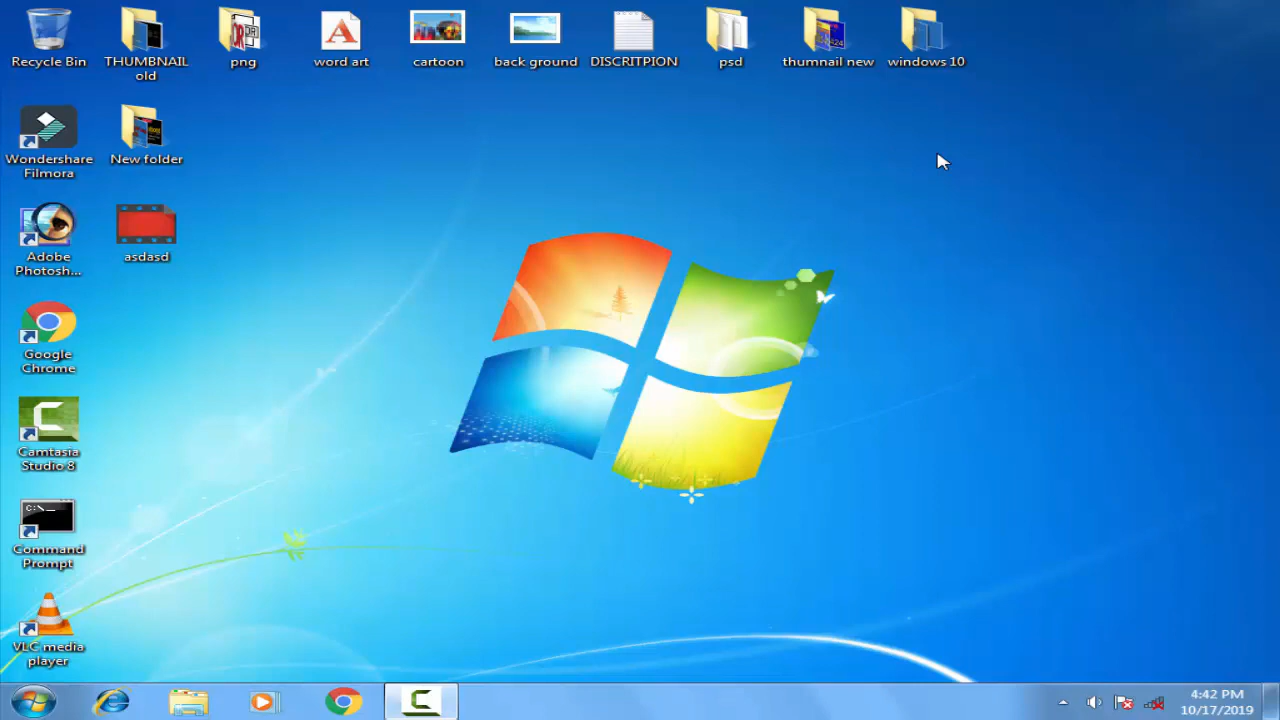 Recycle Bin
THUMBNAIL
old
png
word art
cartoon
back ground
DISCRITPION
psd
thumnail new
windows 10
Wondershare
Filmora
New folder
Adobe
Photosh...
asdasd
Google
Chrome
Camtasia
Studio 8
C:\_
Command
Prompt
VLC media
player
4:42 PM
10/17/2019